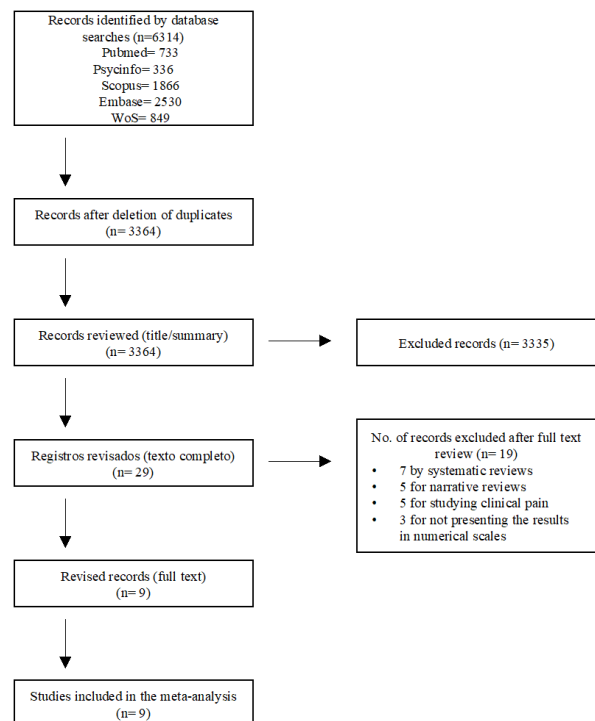 Records identified by database
searches (n=6314)
Pubmed= 733
Psycinfo= 336
Scopus= 1866
Embase= 2530
WoS= 849
Records after deletion of duplicates
(n= 3364)
Records reviewed (title/summary)
(n= 3364)
Excluded records (n= 3335)
Registros revisados (texto completo)
(n= 29)
No. of records excluded after full text
review (n= 19)
• 7 by systematic reviews
• 5 for narrative reviews
• 5 for studying clinical pain
• 3 for not presenting the results
in numerical scales
Revised records (full text)
(n= 9)
Studies included in the meta-analysis
(n= 9)